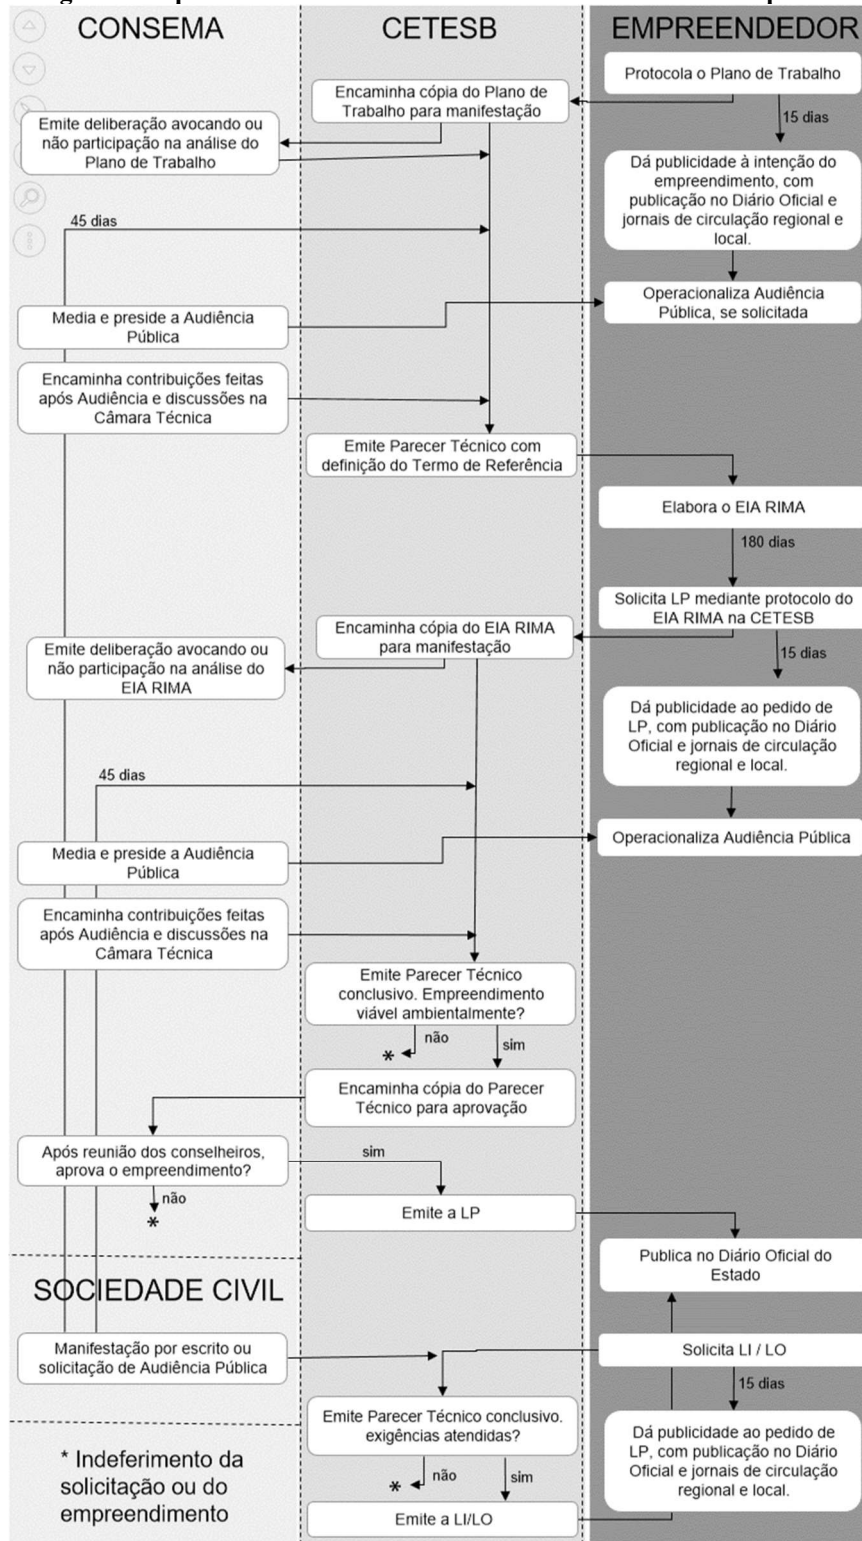 CONSEMA
CETESB
EMPREENDEDOR
Protocola o Plano de Trabalho
Encaminha cópia do Plano de
Trabalho para manifestação
15 dias
Emite deliberação avocando ou
não participação na análise do
Plano de Trabalho
Dá publicidade à intenção do
empreendimento, com
publicação no Diário Oficial e
jornais de circulação regional e
local.
45 dias
Operacionaliza Audiência
Pública, se solicitada
Media e preside a Audiência
Pública
Encaminha contribuições feitas
após Audiência e discussões na
Câmara Técnica
Emite Parecer Técnico com
definição do Termo de Referência
Elabora o EIA RIMA
180 dias
Solicita LP mediante protocolo do
EIA RIMA na CETESB
Encaminha cópia do EIA RIMA
para manifestação
15 dias
Emite deliberação avocando ou
não participação na análise do
EIA RIMA
Dá publicidade ao pedido de
LP, com publicação no Diário
Oficial e jornais de circulação
regional e local.
45 dias
Operacionaliza Audiência Pública
Media e preside a Audiência
Pública
Encaminha contribuições feitas
após Audiência e discussões na
Câmara Técnica
Emite Parecer Técnico
conclusivo. Empreendimento
viável ambientalmente?
não
sim
*
Encaminha cópia do Parecer
Técnico para aprovação
Após reunião dos conselheiros,
aprova o empreendimento?
sim
não
*
Emite a LP
Publica no Diário Oficial do
Estado
SOCIEDADE CIVIL
Manifestação por escrito ou
solicitação de Audiência Pública
Solicita LI / LO
15 dias
Emite Parecer Técnico conclusivo.
exigências atendidas?
Dá publicidade ao pedido de
LP, com publicação no Diário
Oficial e jornais de circulação
regional e local.
não
sim
*
Emite a LI/LO
* Indeferimento da
solicitação ou do
empreendimento